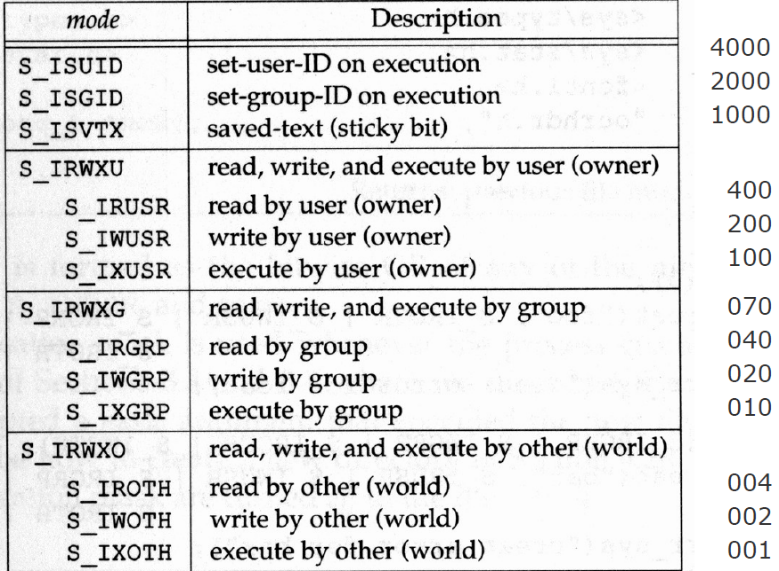 mode Description
S_ISUID set-user-ID on execution 4000
S_ISGID set-group-ID on execution 2000
S_ISVTX saved-text (sticky bit) 1000
S_IRWXU read, write, and execute by user (owner)
S_IRUSR read by user (owner) 400
S_IWUSR write by user (owner) 200
S_IXUSR execute by user (owner) 100
S_IRWXG read, write, and execute by group 070
S_IRGRP read by group 040
S_IWGRP write by group 020
S_IXGRP execute by group 010
S_IRWXO read, write, and execute by other (world)
S_IROTH read by other (world) 004
S_IWOTH write by other (world) 002
S_IXOTH execute by other (world) 001